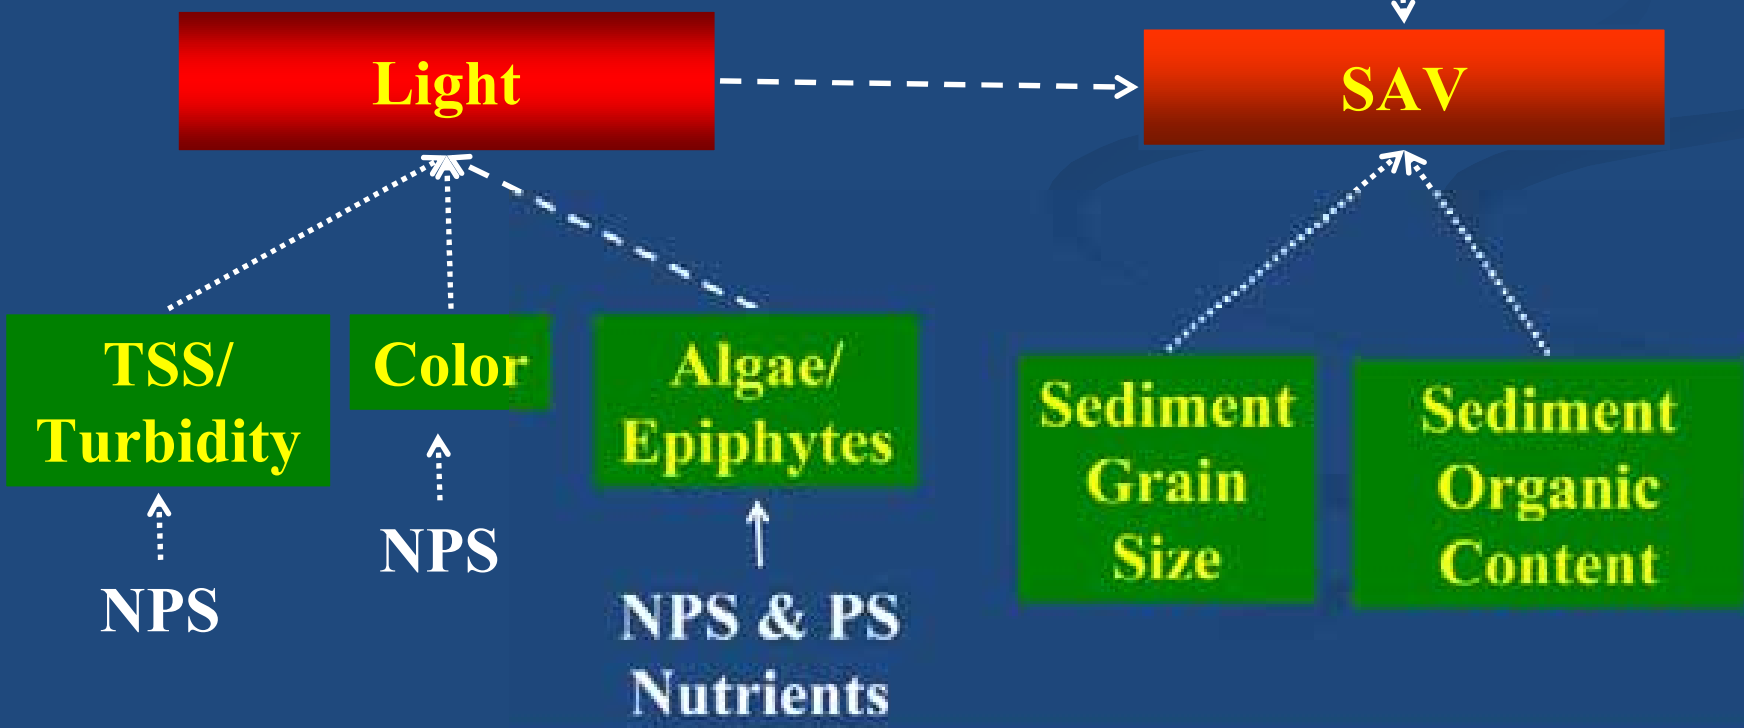 Light
SAV
TSS/
Turbidity
Color
Algae/
Epiphytes
Sediment
Grain
Size
Sediment
Organic
Content
NPS
NPS
NPS & PS
Nutrients